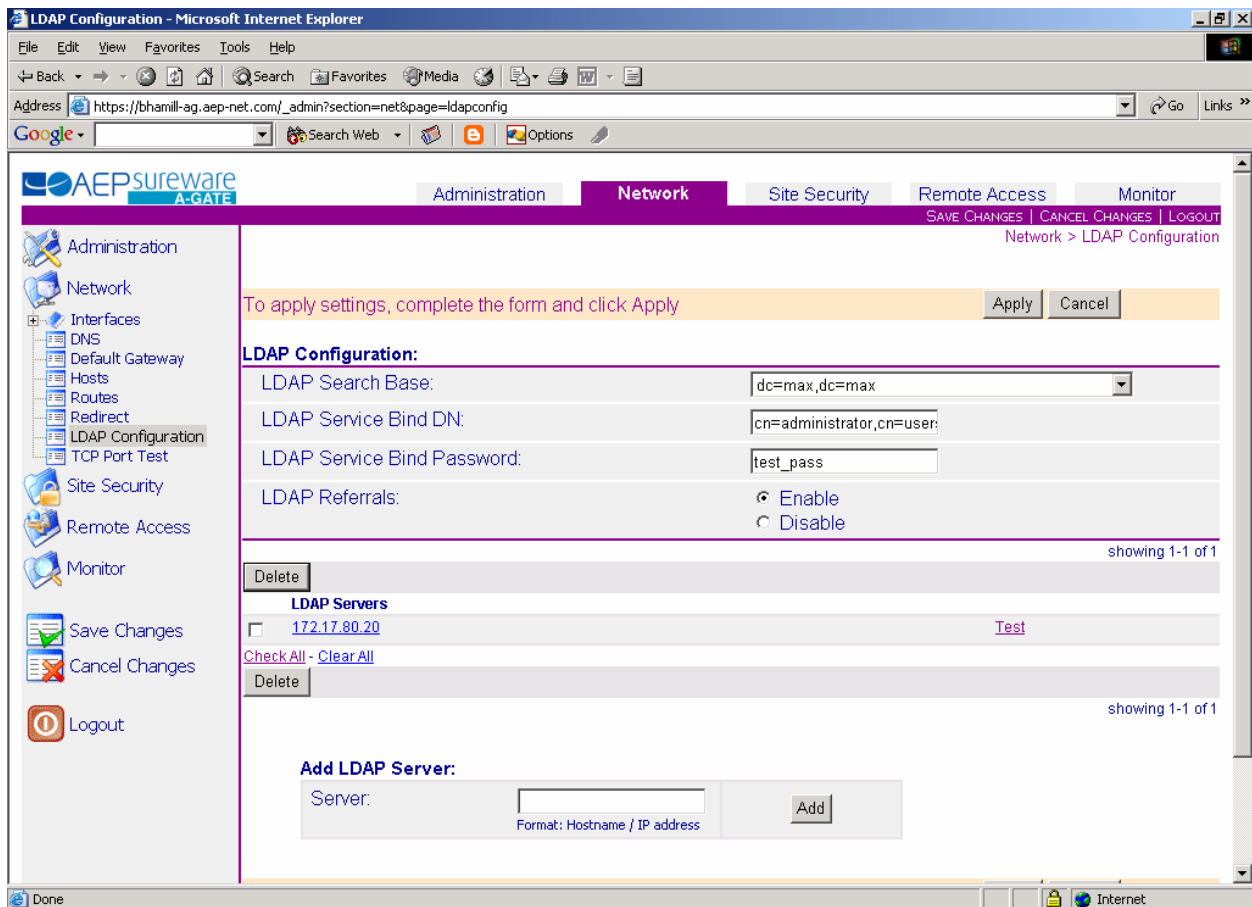 LDAP Configuration - Microsoft Internet Explorer
File Edit View Favorites Tools Help
Back Search Favorites Media
Address https://bhamill-ag.aep-net.com/_admin?section=net&page=ldapconfig Go Links »
Google Search Web Options
AEP sureware
A-GATE
Administration Network Site Security Remote Access Monitor
SAVE CHANGES | CANCEL CHANGES | LOGOUT
Network > LDAP Configuration
Administration
Network
Interfaces
DNS
Default Gateway
Hosts
Routes
Redirect
LDAP Configuration
TCP Port Test
Site Security
Remote Access
Monitor
Save Changes
Cancel Changes
Logout
To apply settings, complete the form and click Apply Apply Cancel
LDAP Configuration:
LDAP Search Base: dc=max,dc=max
LDAP Service Bind DN: cn=administrator,cn=user
LDAP Service Bind Password: test_pass
LDAP Referrals: Enable
Disable
showing 1-1 of 1
Delete
LDAP Servers
172.17.80.20 Test
Check All - Clear All
Delete
showing 1-1 of 1
Add LDAP Server:
Server: Add
Format: Hostname / IP address
Done Internet